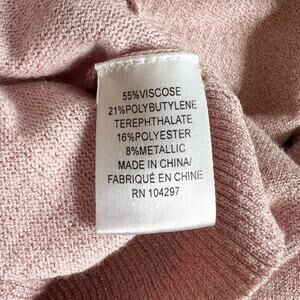 55%VISCOSE
21%POLYBUTYLENE
TEREPHTHALATE
16%POLYESTER
8%METALLIC
MADE IN CHINA/
FABRIQUÉ EN CHINE
RN 104297